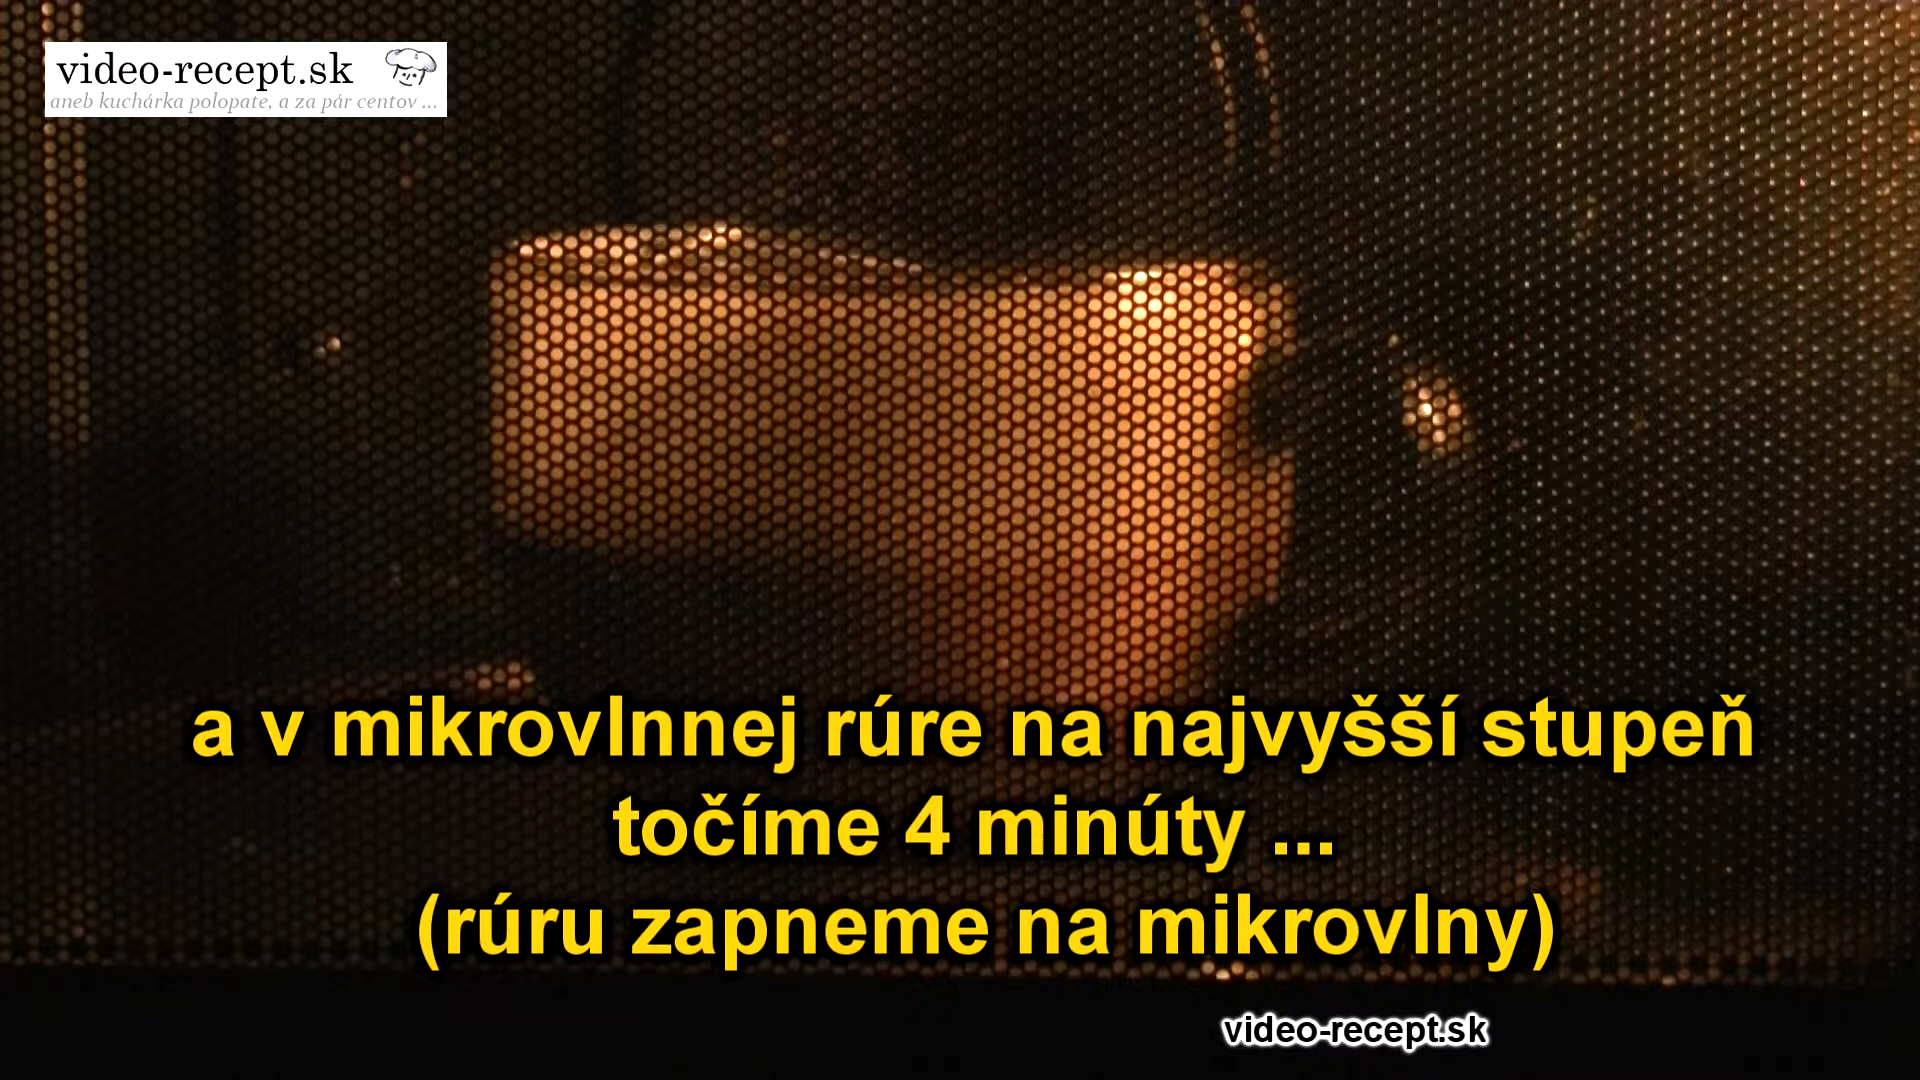 video-recept.sk
aneb kuchárka polopate, a za pár centov ...
a v mikrovlnnej rúre na najvyšší stupeň
točíme 4 minúty ...
(rúru zapneme na mikrovlny)
video-recept.sk